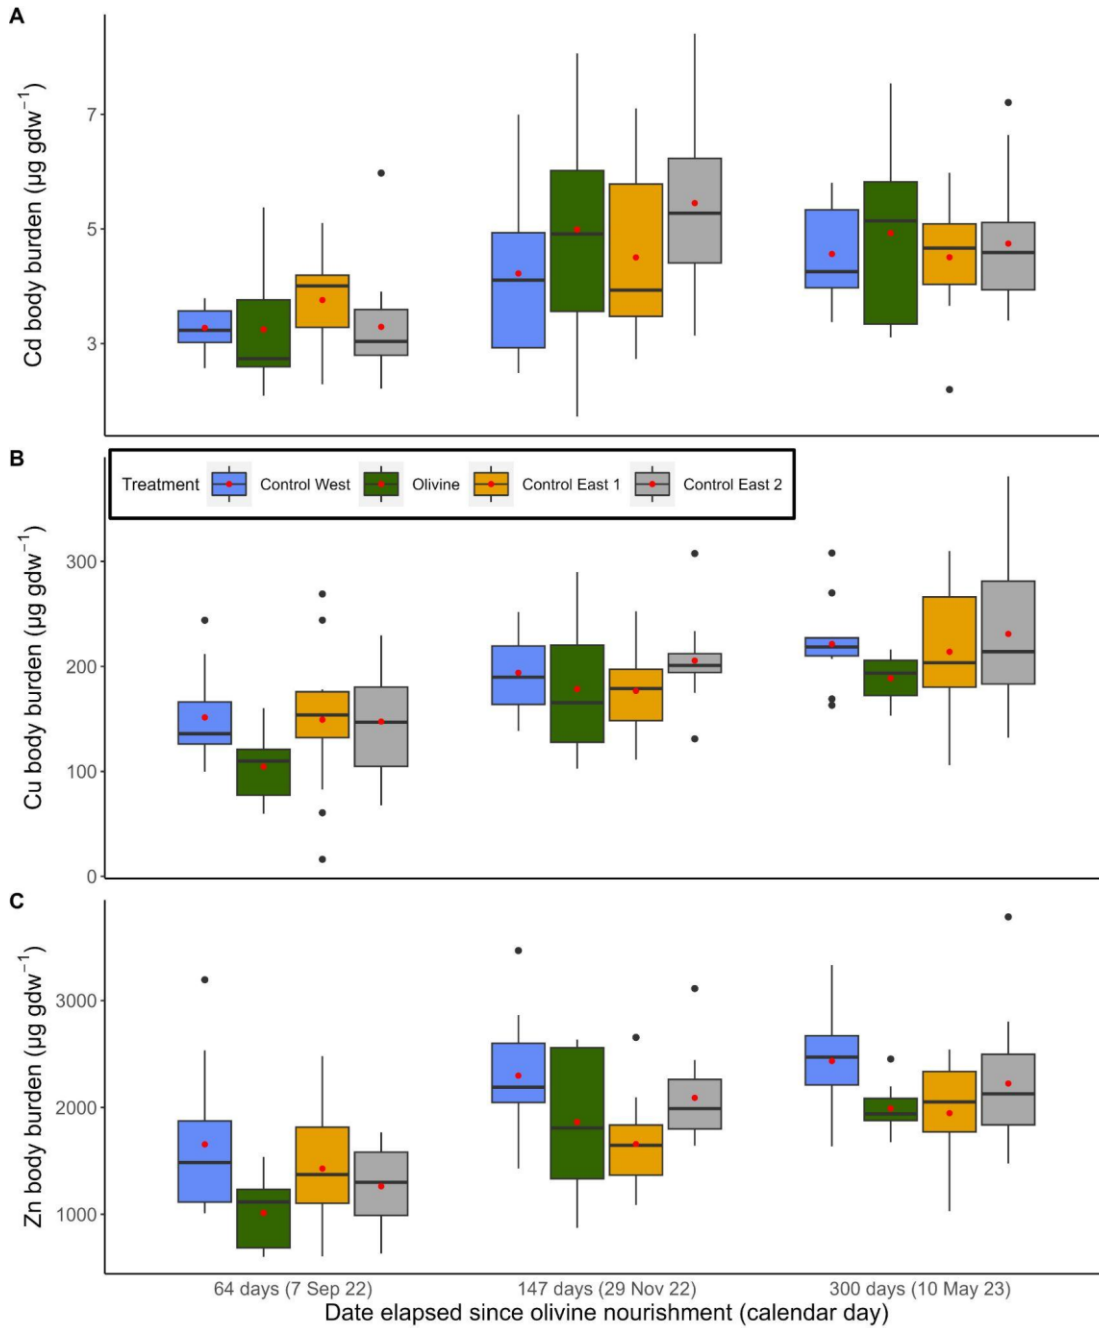 A
Cd body burden (µg gdw⁻¹)
7
5
3
B
Treatment Control West Olivine Control East 1 Control East 2
Cu body burden (µg gdw⁻¹)
300
200
100
0
C
Zn body burden (µg gdw⁻¹)
3000
2000
1000
64 days (7 Sep 22) 147 days (29 Nov 22) 300 days (10 May 23)
Date elapsed since olivine nourishment (calendar day)